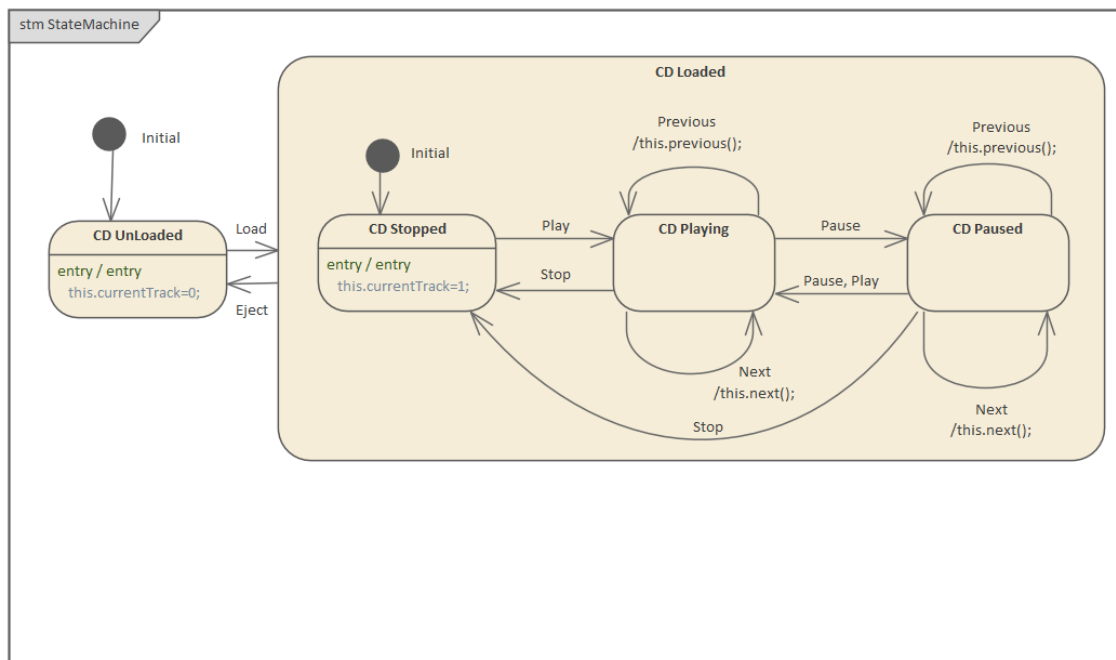 stm StateMachine
CD Loaded
Initial
Initial
Previous
/this.previous();
Previous
/this.previous();
CD UnLoaded
entry / entry
this.currentTrack=0;
Load
Eject
CD Stopped
entry / entry
this.currentTrack=1;
Play
Stop
CD Playing
Pause
Pause, Play
CD Paused
Next
/this.next();
Next
/this.next();
Stop